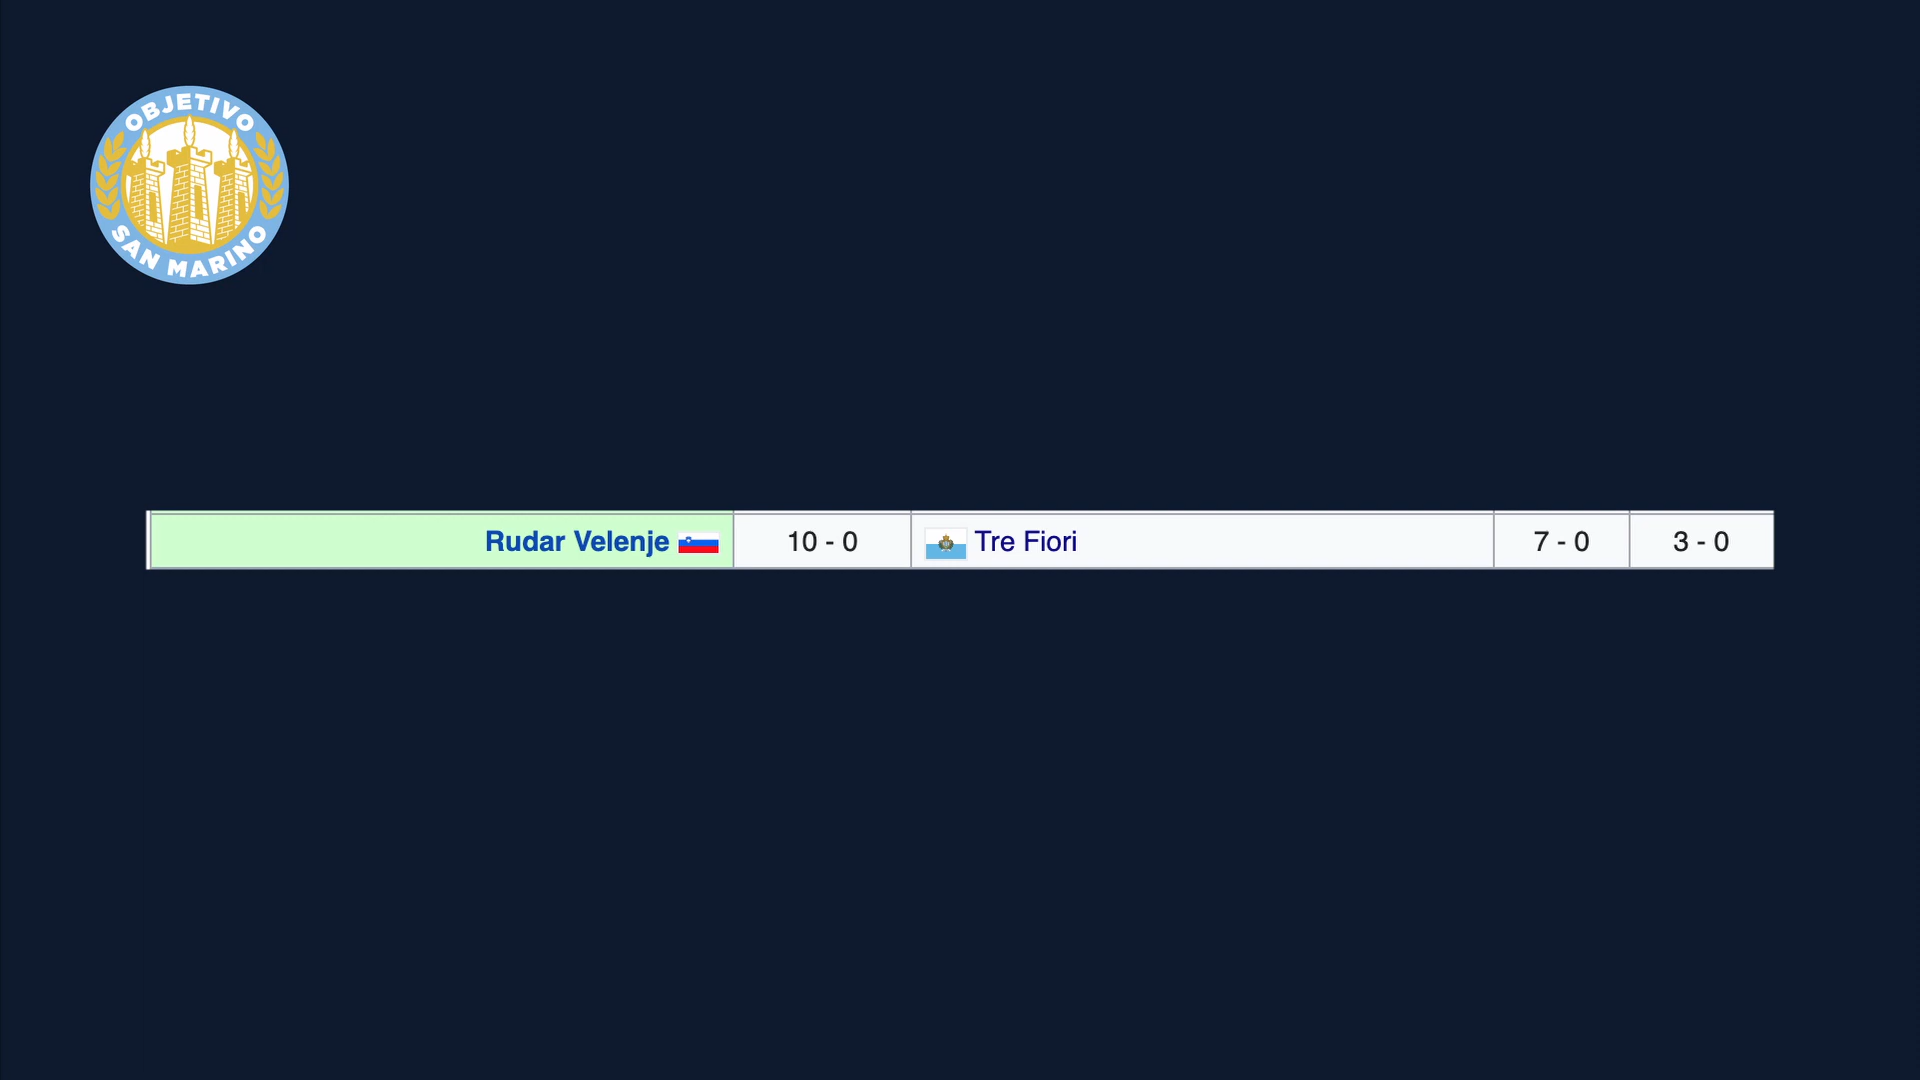 OBJETIVO
SAN MARINO
Rudar Velenje 10 - 0 Tre Fiori 7 - 0 3 - 0